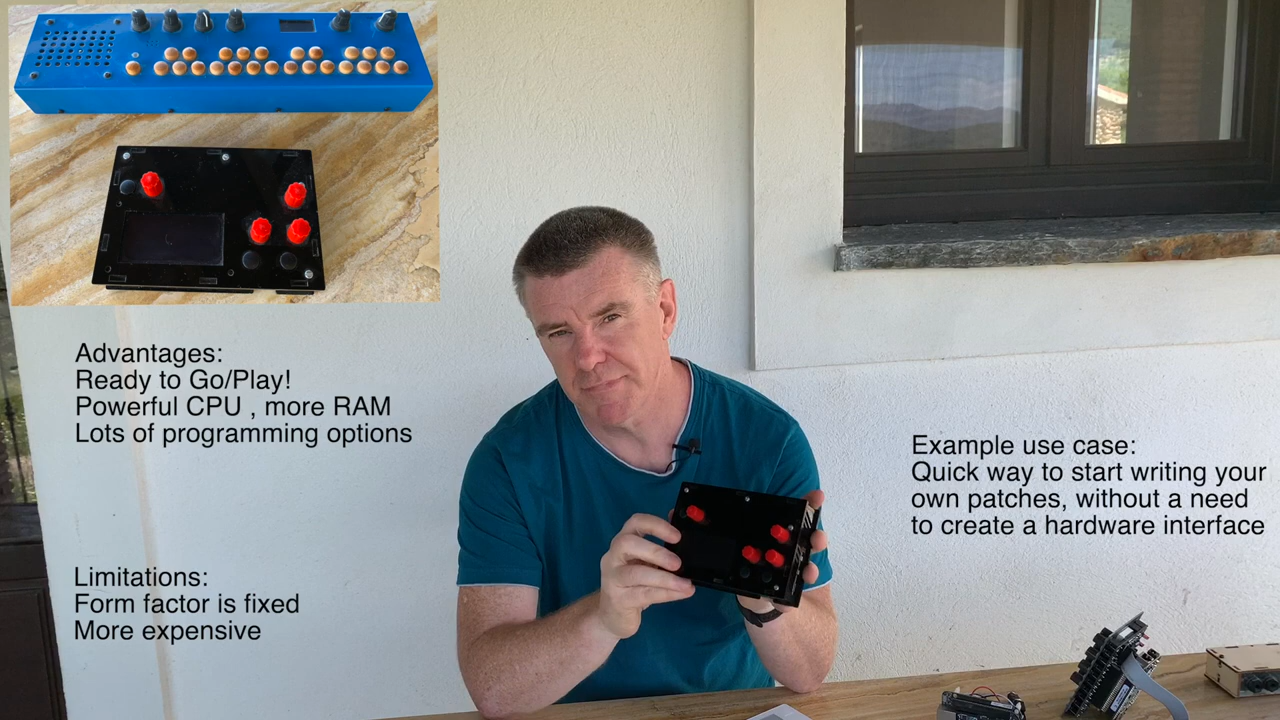 Advantages:
Ready to Go/Play!
Powerful CPU , more RAM
Lots of programming options
Example use case:
Quick way to start writing your
own patches, without a need
to create a hardware interface
Limitations:
Form factor is fixed
More expensive